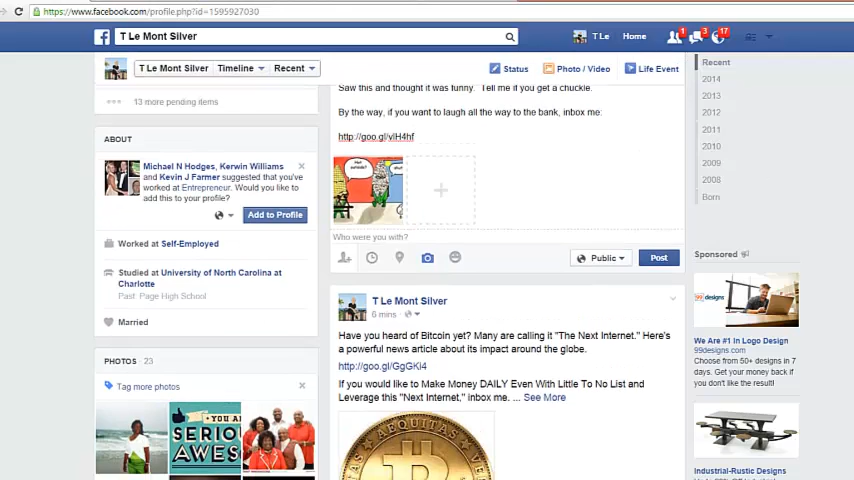 https://www.facebook.com/profile.php?id=1595927030
T Le Mont Silver
T Le
Home
1
3
17
T Le Mont Silver
Timeline
Recent
Status
Photo / Video
Life Event
13 more pending items
ABOUT
Michael N Hodges, Kerwin Williams
and Kevin J Farmer suggested that you've
worked at Entrepreneur. Would you like to
add this to your profile?
Add to Profile
Worked at Self-Employed
Studied at University of North Carolina at
Charlotte
Past: Page High School
Married
PHOTOS · 23
Tag more photos
YOU A
SERIO
AWES
Saw this and thought it was funny. Tell me if you get a chuckle.
By the way, if you want to laugh all the way to the bank, inbox me:
http://goo.gl/vlH4hf
Who were you with?
Public
Post
T Le Mont Silver
6 mins
Have you heard of Bitcoin yet? Many are calling it "The Next Internet." Here's
a powerful news article about its impact around the globe.
http://goo.gl/GgGKi4
If you would like to Make Money DAILY Even With Little To No List and
Leverage this "Next Internet," inbox me. ... See More
AEQUITAS
Recent
2014
2013
2012
2011
2010
2009
2008
Born
Sponsored
99designs
We Are #1 In Logo Design
99designs.com
Choose from 50+ designs in 7
days. Get your money back if
you don't like the result!
Industrial-Rustic Designs